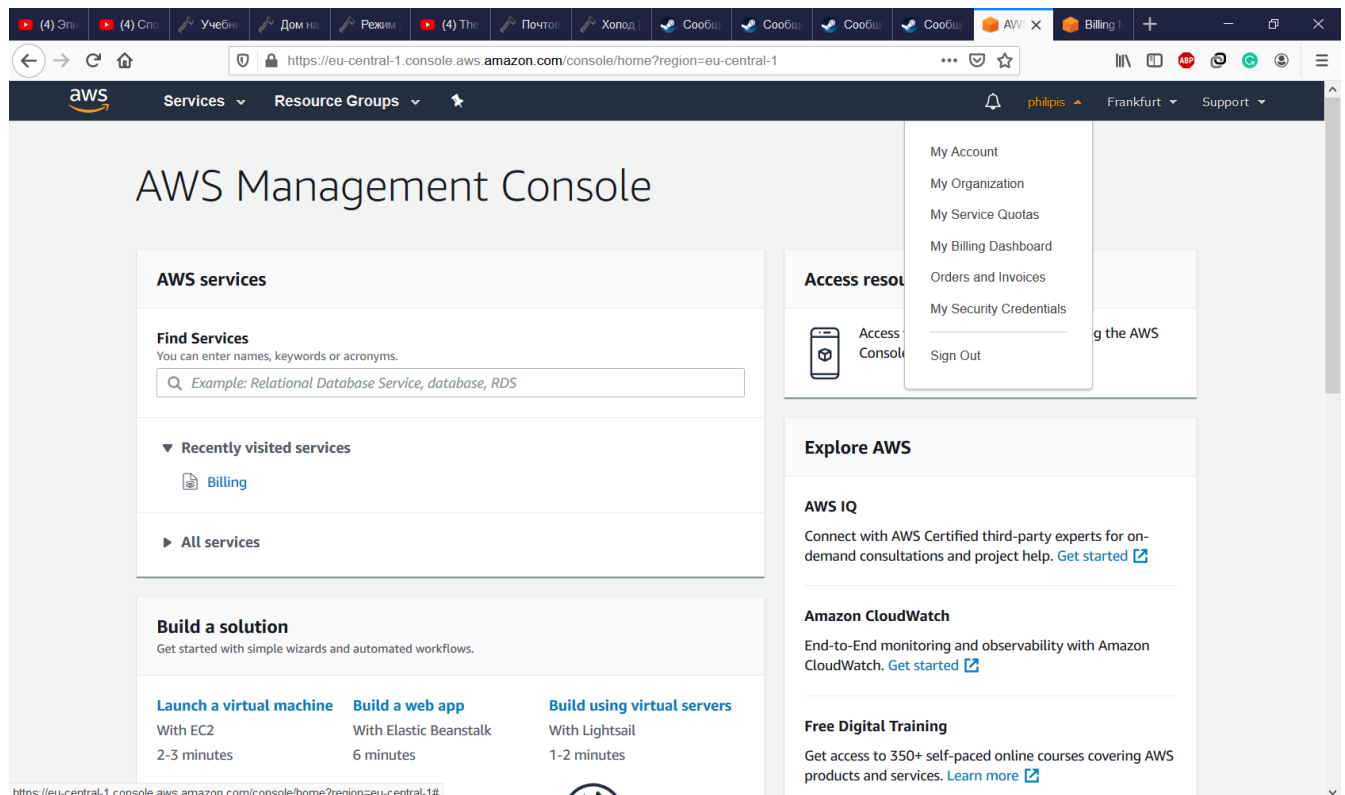 (4) Эпи
(4) Спо
Учебн
Дом на
Режим
(4) The
Почтов
Холод
Сообщ
Сообщ
Сообщ
Сообщ
AWS
Billing M
https://eu-central-1.console.aws.amazon.com/console/home?region=eu-central-1
ABP
aws
Services
Resource Groups
philipis
Frankfurt
Support
My Account
My Organization
My Service Quotas
My Billing Dashboard
Orders and Invoices
My Security Credentials
Sign Out
AWS Management Console
AWS services
Find Services
You can enter names, keywords or acronyms.
Example: Relational Database Service, database, RDS
Recently visited services
Billing
All services
Build a solution
Get started with simple wizards and automated workflows.
Launch a virtual machine
With EC2
2-3 minutes
Build a web app
With Elastic Beanstalk
6 minutes
Build using virtual servers
With Lightsail
1-2 minutes
Access resou
Access
g the AWS
Consol
Explore AWS
AWS IQ
Connect with AWS Certified third-party experts for on-
demand consultations and project help. Get started
Amazon CloudWatch
End-to-End monitoring and observability with Amazon
CloudWatch. Get started
Free Digital Training
Get access to 350+ self-paced online courses covering AWS
products and services. Learn more
https://eu-central-1.console.aws.amazon.com/console/home?region=eu-central-1#